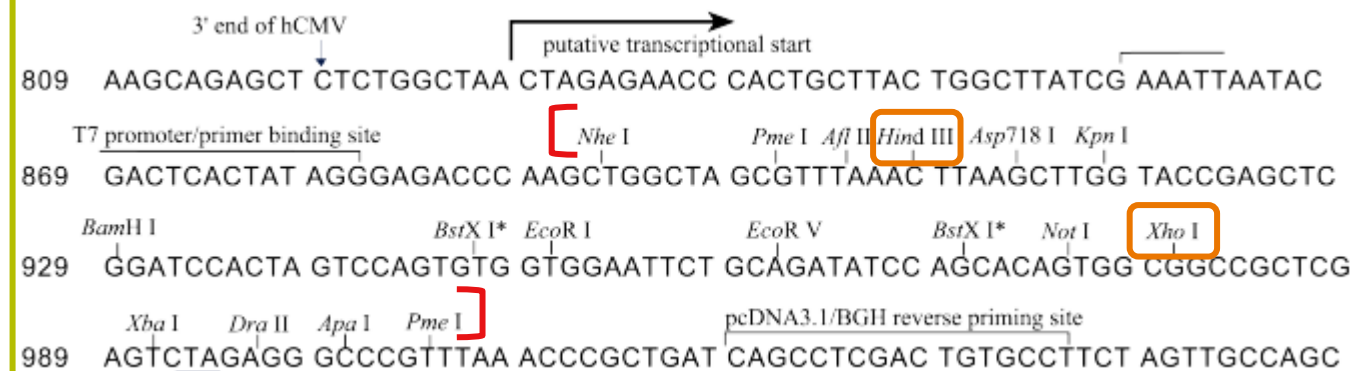 3' end of hCMV
putative transcriptional start
809 AAGCAGAGCT CTCTGGCTAA CTAGAGAACC CACTGCTTAC TGGCTTATCG AAATTAATAC
T7 promoter/primer binding site Nhe I Pme I Afl II Hind III Asp718 I Kpn I
869 GACTCACTAT AGGGAGACCC AAGCTGGCTA GCGTTTAAAC TTAAGCTTGG TACCGAGCTC
BamH I BstX I* EcoR I EcoR V BstX I* Not I Xho I
929 GGATCCACTA GTCCAGTGTG GTGGAATTCT GCAGATATCC AGCACAGTGG CGGCCGCTCG
Xba I Dra II Apa I Pme I pcDNA3.1/BGH reverse priming site
989 AGTCTAGAGG GCCCGTTTAA ACCCGCTGAT CAGCCTCGAC TGTGCCTTCT AGTTGCCAGC